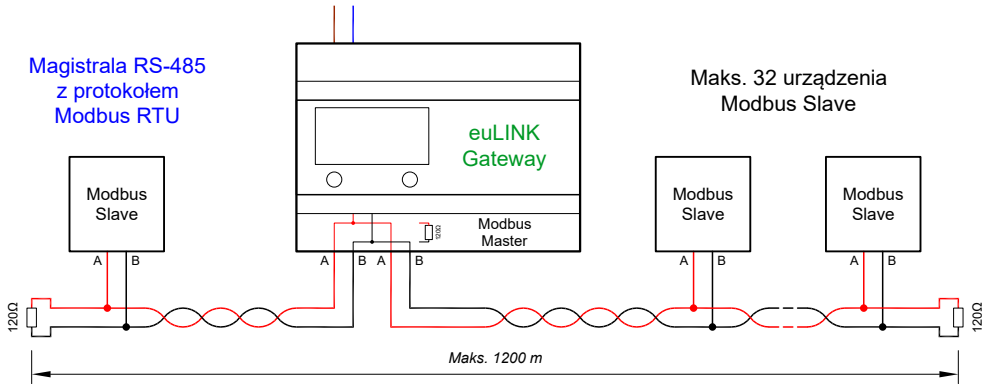 Magistrala RS-485
z protokołem
Modbus RTU
Maks. 32 urządzenia
Modbus Slave
euLINK
Gateway
Modbus
Slave
Modbus
Master
120Ω
Modbus
Slave
Modbus
Slave
A B
A B A B
A B
A B
120Ω
120Ω
Maks. 1200 m